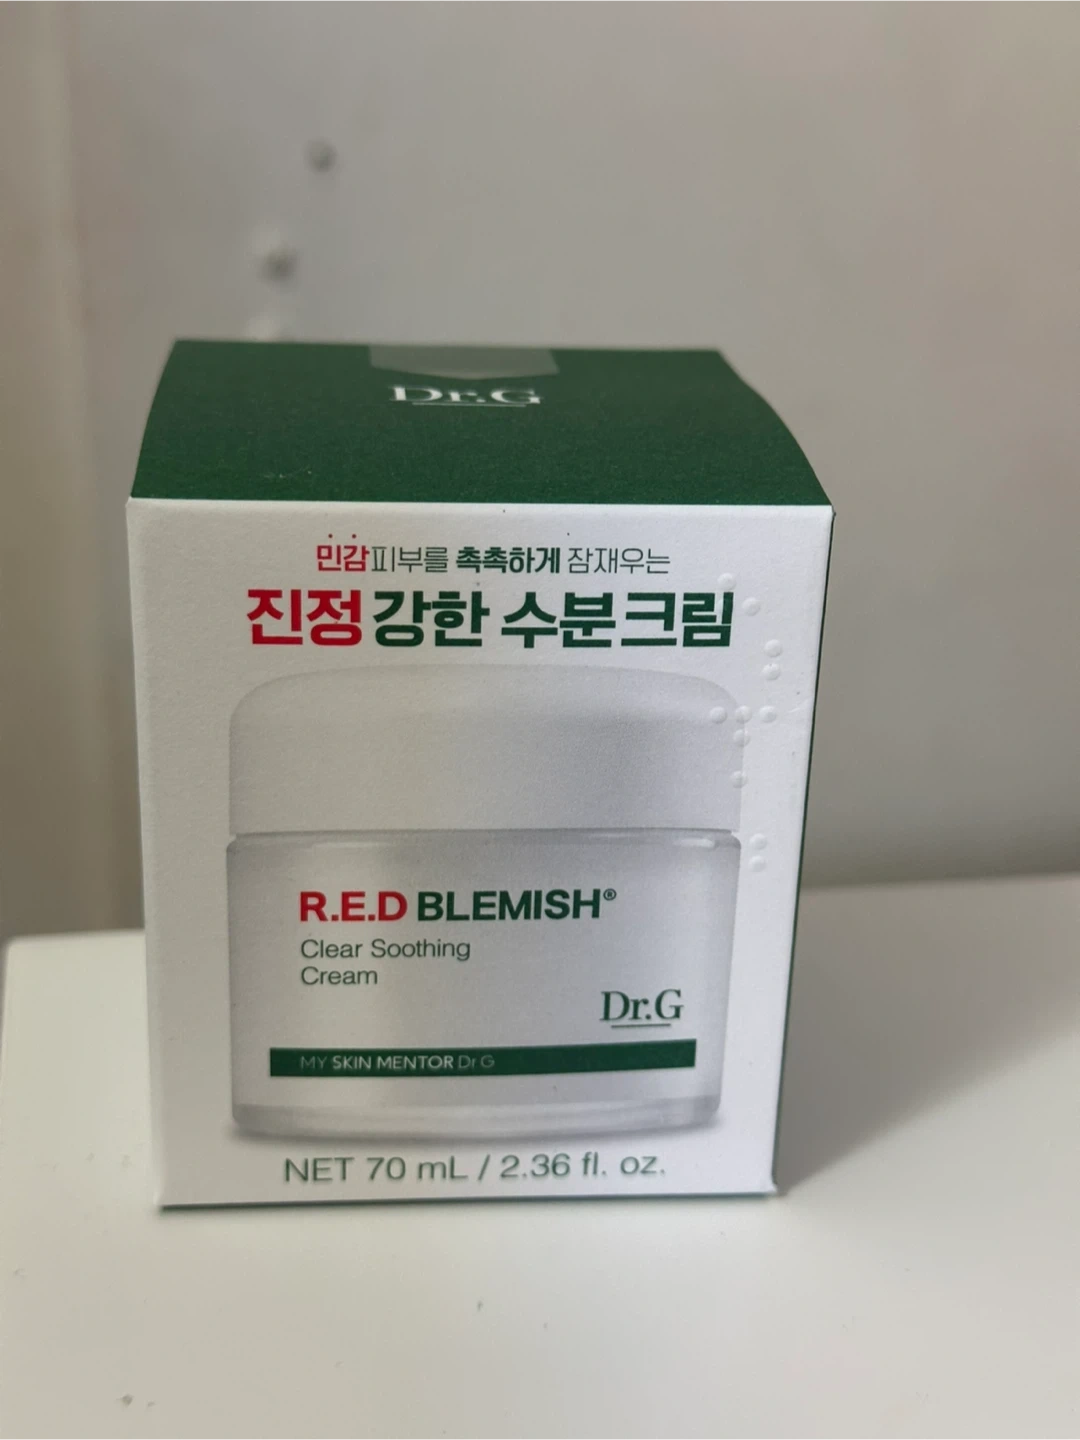 Dr.G
민감피부를 촉촉하게 잠재우는
진정 강한 수분크림
R.E.D BLEMISH®
Clear Soothing
Cream
Dr.G
MY SKIN MENTOR Dr G
NET 70 mL / 2.36 fl. oz.